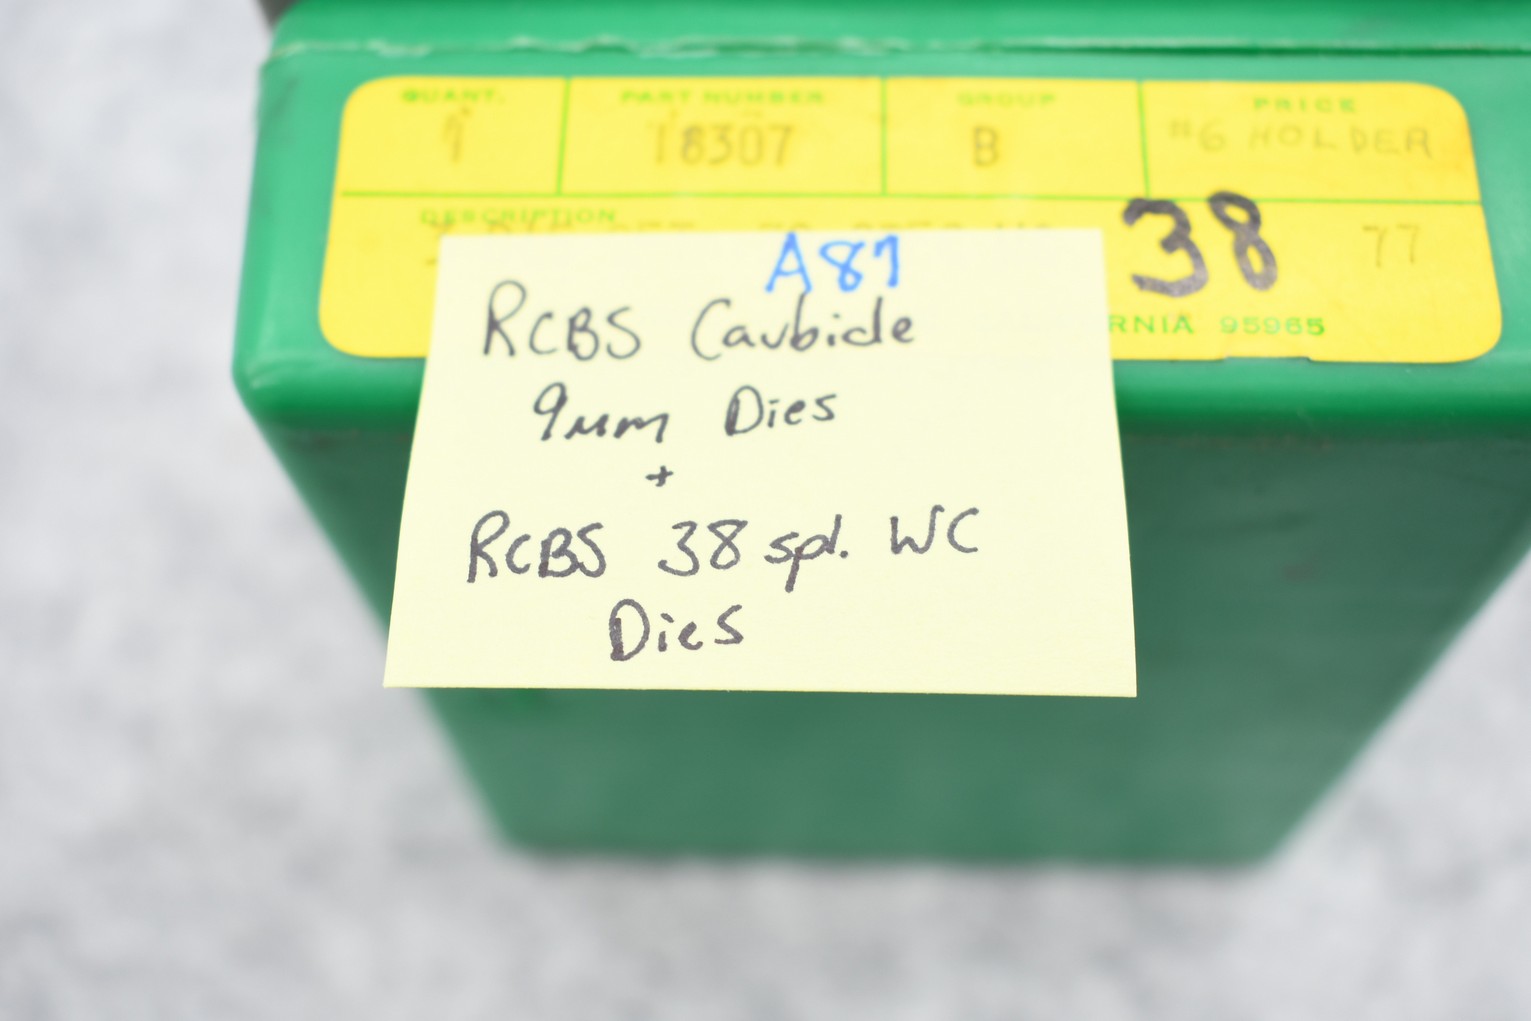 QUANT. PART NUMBER GROUP PRICE
1 18307 B #6 HOLDER
DESCRIPTION
38 77
RNIA 95965
A87
RCBS Carbide
9mm Dies
+
RCBS 38 spl. WC
Dies